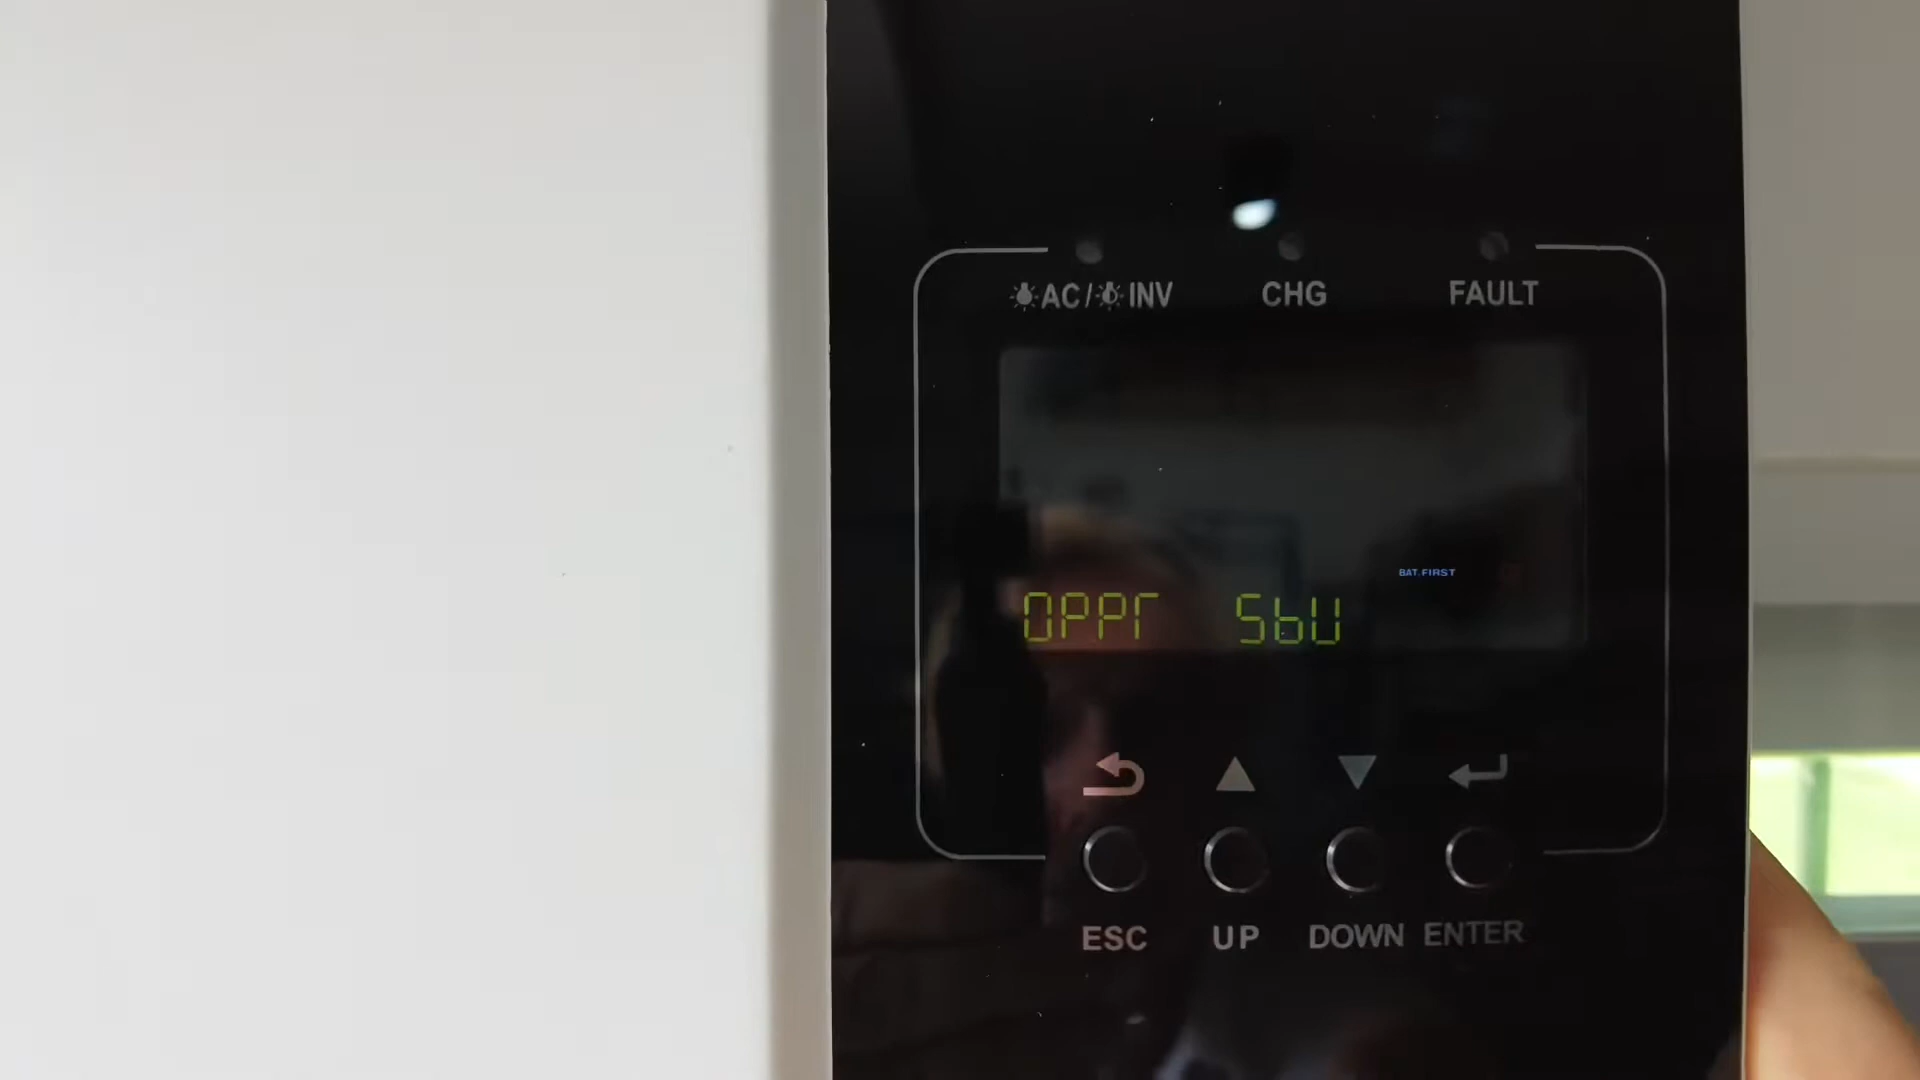 AC/INV CHG FAULT
BAT.FIRST
OPPr SbU
ESC UP DOWN ENTER